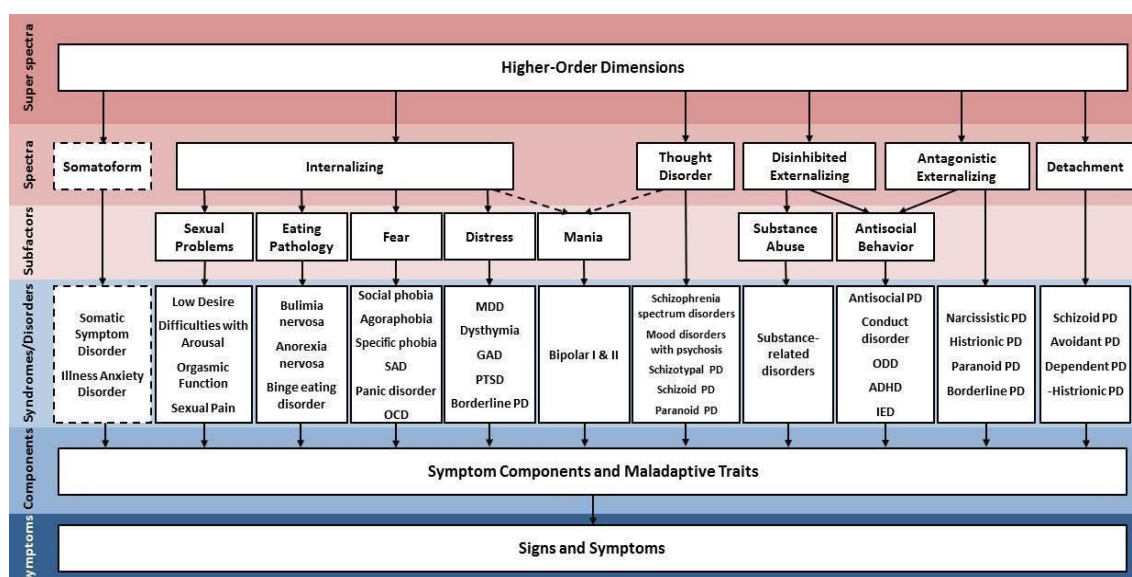 Super spectra
Higher-Order Dimensions
Spectra
Somatoform
Internalizing
Thought
Disorder
Disinhibited
Externalizing
Antagonistic
Externalizing
Detachment
Subfactors
Sexual
Problems
Eating
Pathology
Fear
Distress
Mania
Substance
Abuse
Antisocial
Behavior
Syndromes/Disorders
Somatic
Symptom
Disorder
Illness Anxiety
Disorder
Low Desire
Difficulties with
Arousal
Orgasmic
Function
Sexual Pain
Bulimia
nervosa
Anorexia
nervosa
Binge eating
disorder
Social phobia
Agoraphobia
Specific phobia
SAD
Panic disorder
OCD
MDD
Dysthymia
GAD
PTSD
Borderline PD
Bipolar I & II
Schizophrenia
spectrum disorders
Mood disorders
with psychosis
Schizotypal PD
Schizoid PD
Paranoid PD
Substance-
related
disorders
Antisocial PD
Conduct
disorder
ODD
ADHD
IED
Narcissistic PD
Histrionic PD
Paranoid PD
Borderline PD
Schizoid PD
Avoidant PD
Dependent PD
-Histrionic PD
Components
Symptom Components and Maladaptive Traits
Symptoms
Signs and Symptoms